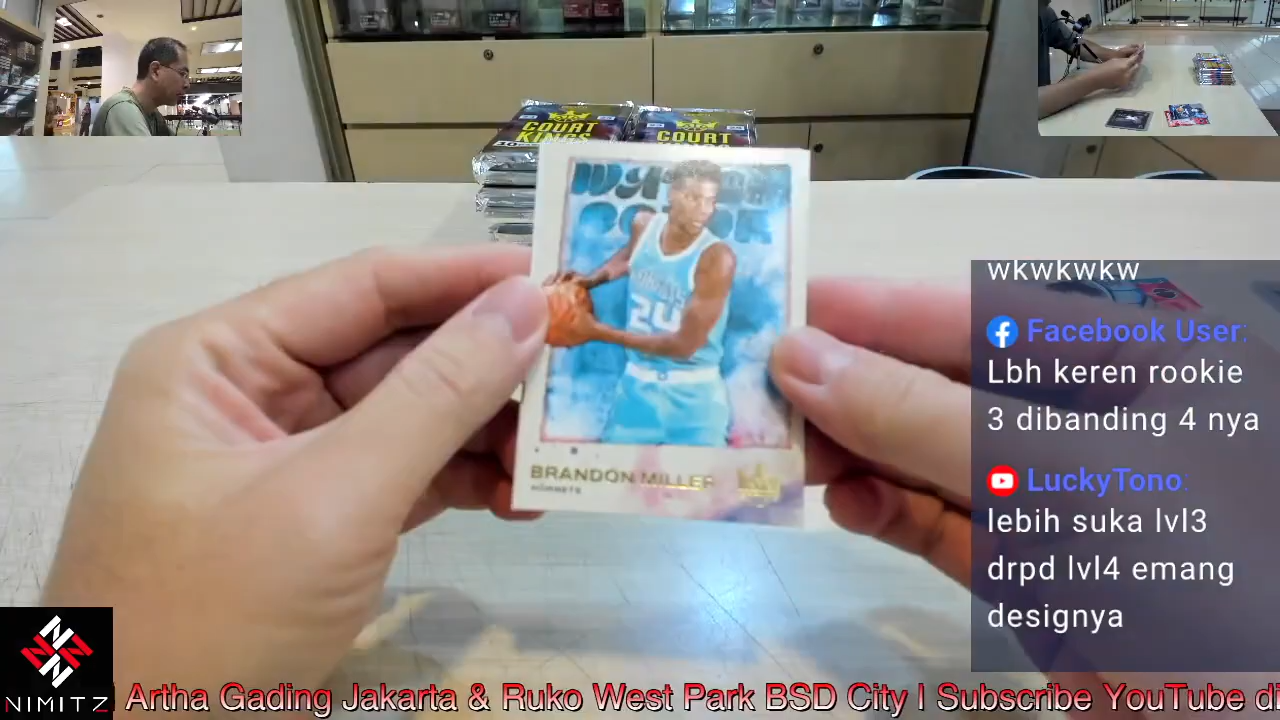 COURT
KINGS
COURT
24
BRANDON MILLER
HORNETS
wkwkwkw
Facebook User:
Lbh keren rookie
3 dibanding 4 nya
LuckyTono:
lebih suka lvl3
drpd lvl4 emang
designya
NIMITZ
Artha Gading Jakarta & Ruko West Park BSD City I Subscribe YouTube di